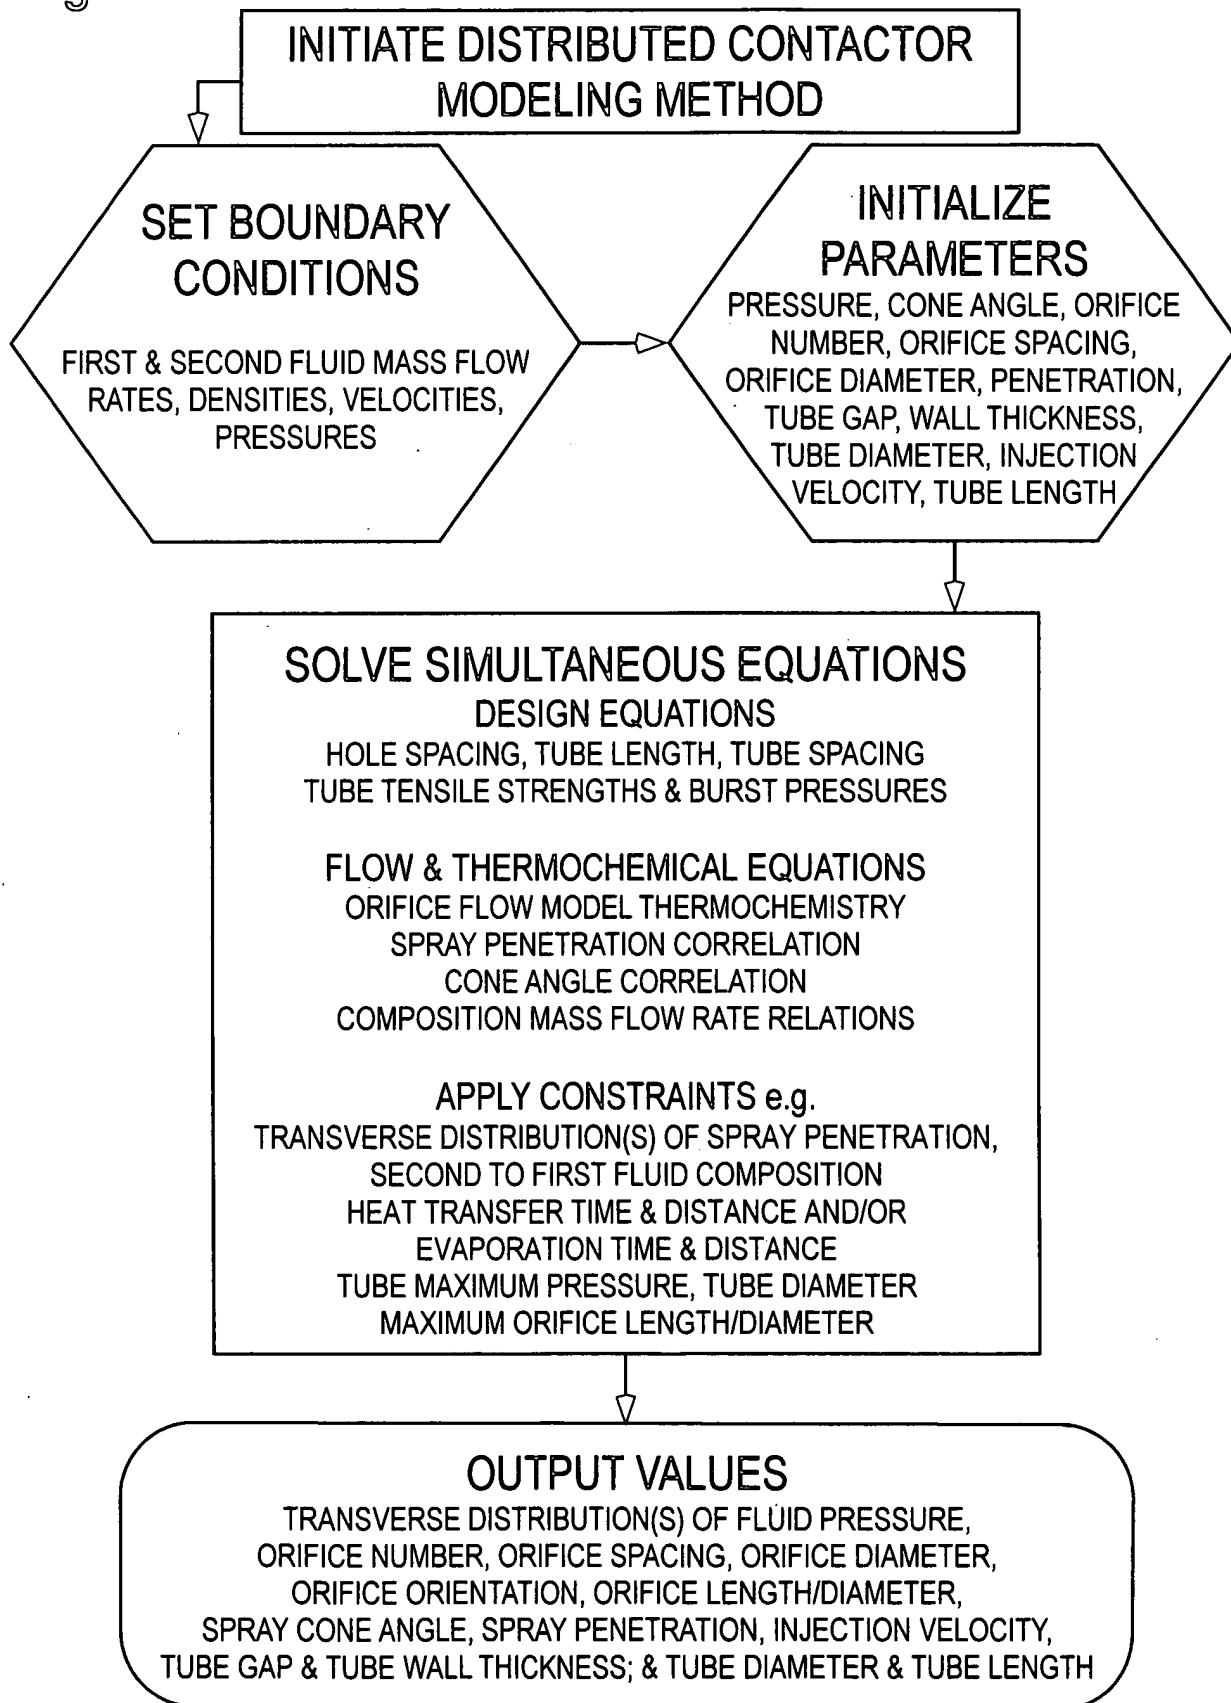 INITIATE DISTRIBUTED CONTACTOR
MODELING METHOD
SET BOUNDARY
CONDITIONS
FIRST & SECOND FLUID MASS FLOW
RATES, DENSITIES, VELOCITIES,
PRESSURES
INITIALIZE
PARAMETERS
PRESSURE, CONE ANGLE, ORIFICE
NUMBER, ORIFICE SPACING,
ORIFICE DIAMETER, PENETRATION,
TUBE GAP, WALL THICKNESS,
TUBE DIAMETER, INJECTION
VELOCITY, TUBE LENGTH
SOLVE SIMULTANEOUS EQUATIONS
DESIGN EQUATIONS
HOLE SPACING, TUBE LENGTH, TUBE SPACING
TUBE TENSILE STRENGTHS & BURST PRESSURES
FLOW & THERMOCHEMICAL EQUATIONS
ORIFICE FLOW MODEL THERMOCHEMISTRY
SPRAY PENETRATION CORRELATION
CONE ANGLE CORRELATION
COMPOSITION MASS FLOW RATE RELATIONS
APPLY CONSTRAINTS e.g.
TRANSVERSE DISTRIBUTION(S) OF SPRAY PENETRATION,
SECOND TO FIRST FLUID COMPOSITION
HEAT TRANSFER TIME & DISTANCE AND/OR
EVAPORATION TIME & DISTANCE
TUBE MAXIMUM PRESSURE, TUBE DIAMETER
MAXIMUM ORIFICE LENGTH/DIAMETER
OUTPUT VALUES
TRANSVERSE DISTRIBUTION(S) OF FLUID PRESSURE,
ORIFICE NUMBER, ORIFICE SPACING, ORIFICE DIAMETER,
ORIFICE ORIENTATION, ORIFICE LENGTH/DIAMETER,
SPRAY CONE ANGLE, SPRAY PENETRATION, INJECTION VELOCITY,
TUBE GAP & TUBE WALL THICKNESS; & TUBE DIAMETER & TUBE LENGTH